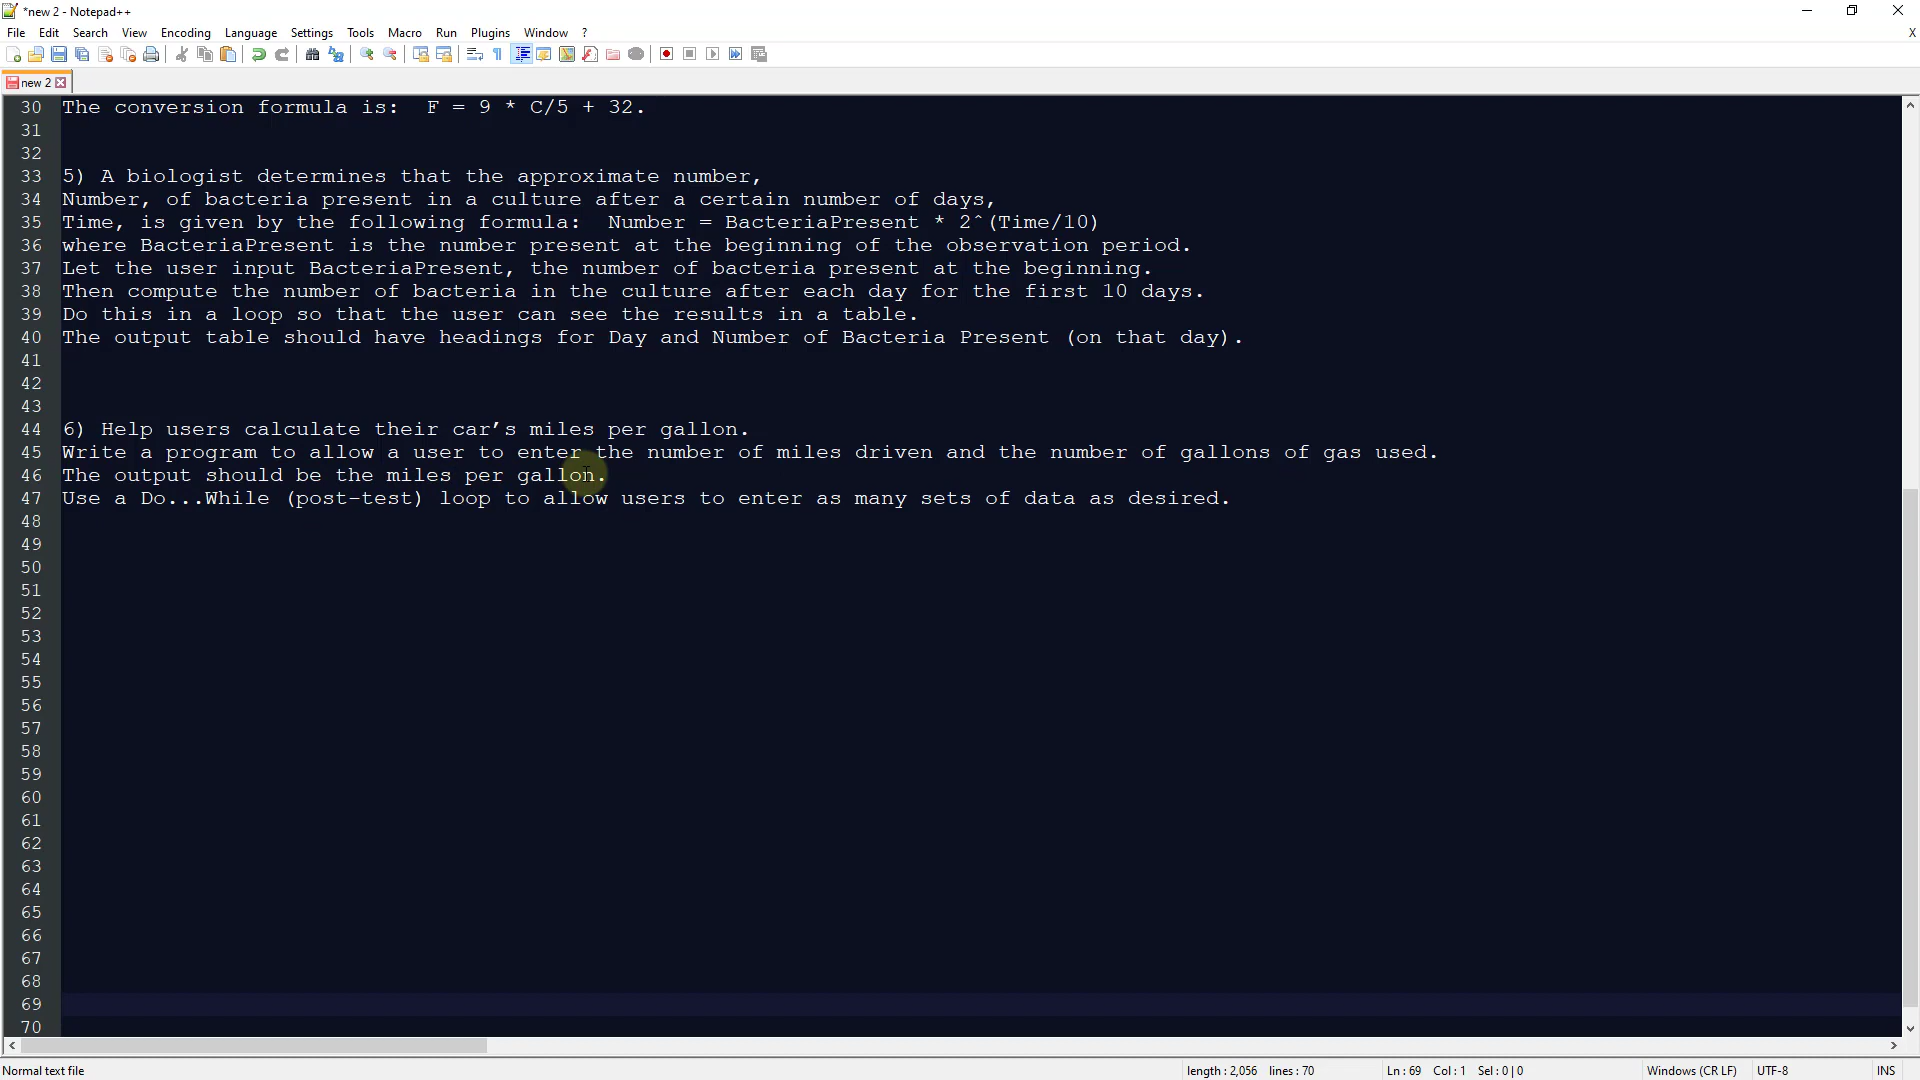 *new 2 - Notepad++
File Edit Search View Encoding Language Settings Tools Macro Run Plugins Window ? X
new 2
30 The conversion formula is:  F = 9 * C/5 + 32.
31
32
33 5) A biologist determines that the approximate number,
34 Number, of bacteria present in a culture after a certain number of days,
35 Time, is given by the following formula:  Number = BacteriaPresent * 2^(Time/10)
36 where BacteriaPresent is the number present at the beginning of the observation period.
37 Let the user input BacteriaPresent, the number of bacteria present at the beginning.
38 Then compute the number of bacteria in the culture after each day for the first 10 days.
39 Do this in a loop so that the user can see the results in a table.
40 The output table should have headings for Day and Number of Bacteria Present (on that day).
41
42
43
44 6) Help users calculate their car’s miles per gallon.
45 Write a program to allow a user to enter the number of miles driven and the number of gallons of gas used.
46 The output should be the miles per gallon.
47 Use a Do...While (post-test) loop to allow users to enter as many sets of data as desired.
48
49
50
51
52
53
54
55
56
57
58
59
60
61
62
63
64
65
66
67
68
69
70
Normal text file length : 2,056 lines : 70 Ln : 69 Col : 1 Sel : 0 | 0 Windows (CR LF) UTF-8 INS